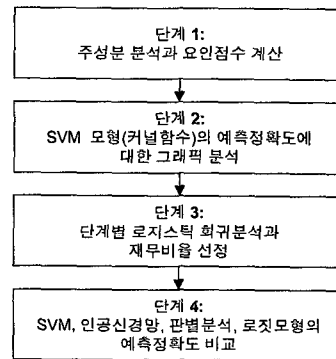 단계 1:
주성분 분석과 요인점수 계산
단계 2:
SVM 모형(커널함수)의 예측정확도에
대한 그래픽 분석
단계 3:
단계별 로지스틱 회귀분석과
재무비율 선정
단계 4:
SVM, 인공신경망, 판별분석, 로짓모형의
예측정확도 비교